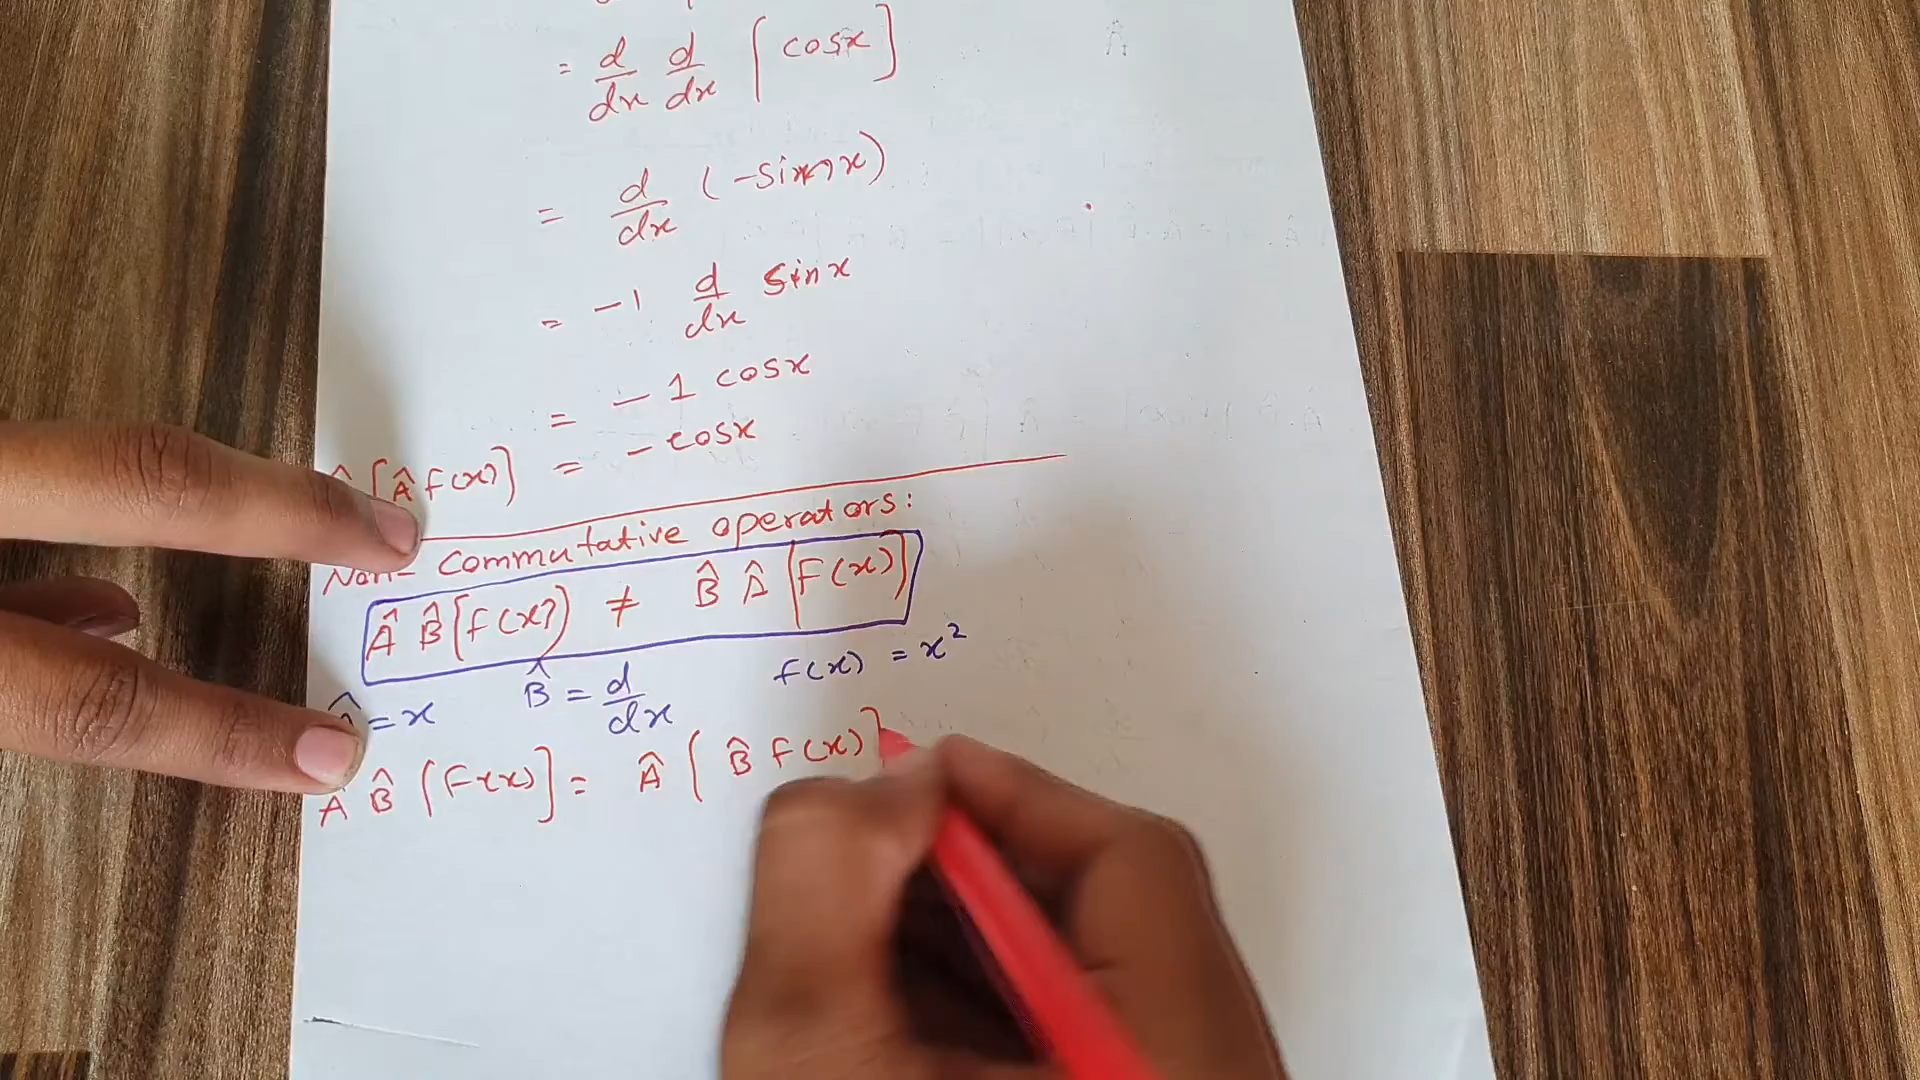 = d/dx d/dx [cosx]
= d/dx (-sinx)
= -1 d/dx sinx
= -1 cosx
[Â f(x)] = -cosx
Non-Commutative operators:
Â B̂ [f(x)] ≠ B̂ Â [F(x)]
Â = x B̂ = d/dx f(x) = x²
Â B̂ [F(x)] = Â [B̂ F(x)]